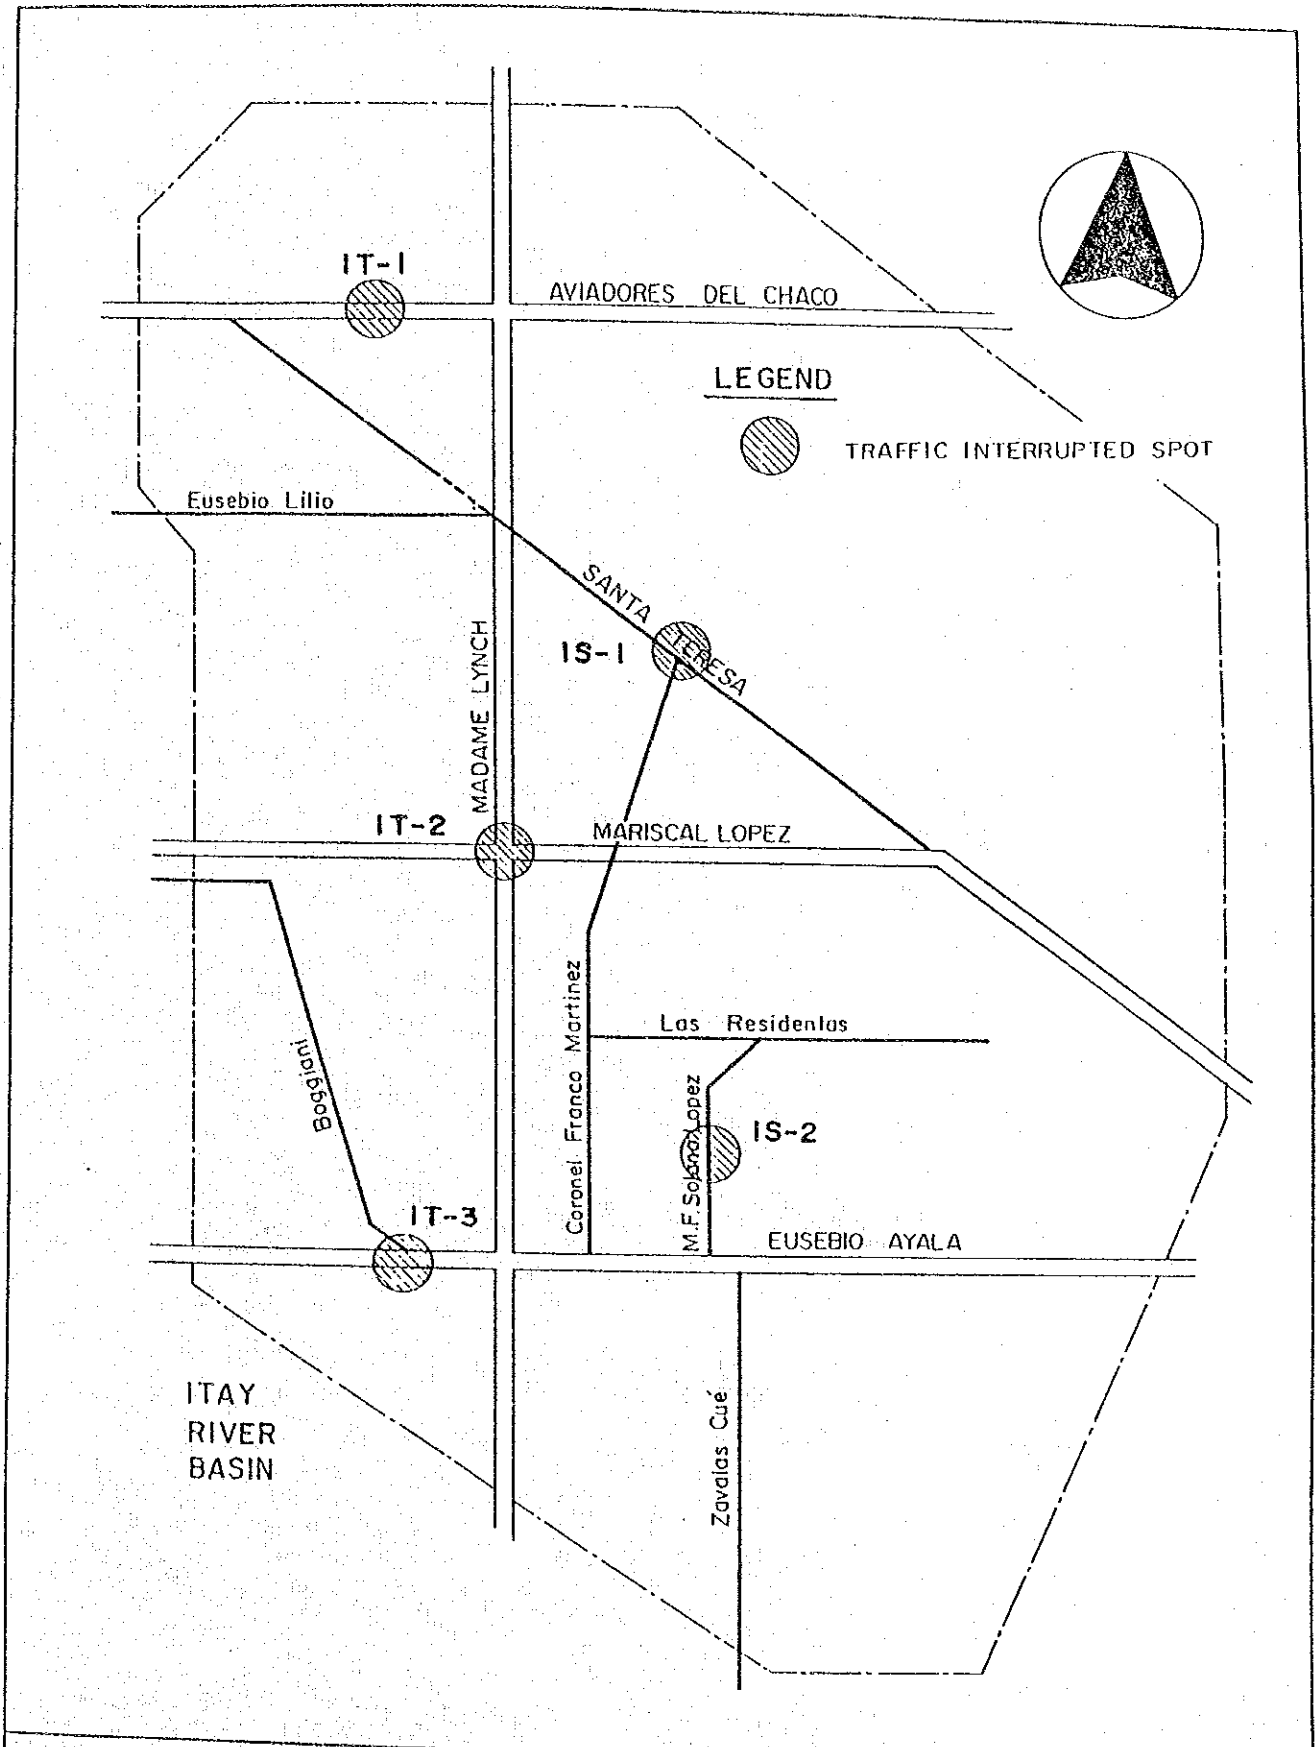 IT-1
AVIADORES DEL CHACO
LEGEND
TRAFFIC INTERRUPTED SPOT
Eusebio Lilio
SANTA TERESA
IS-1
MADAME LYNCH
IT-2
MARISCAL LOPEZ
Coronel Franco Martinez
Las Residentas
Boggiani
M.F. Solano Lopez
IS-2
IT-3
EUSEBIO AYALA
ITAY
RIVER
BASIN
Zavalas Cué